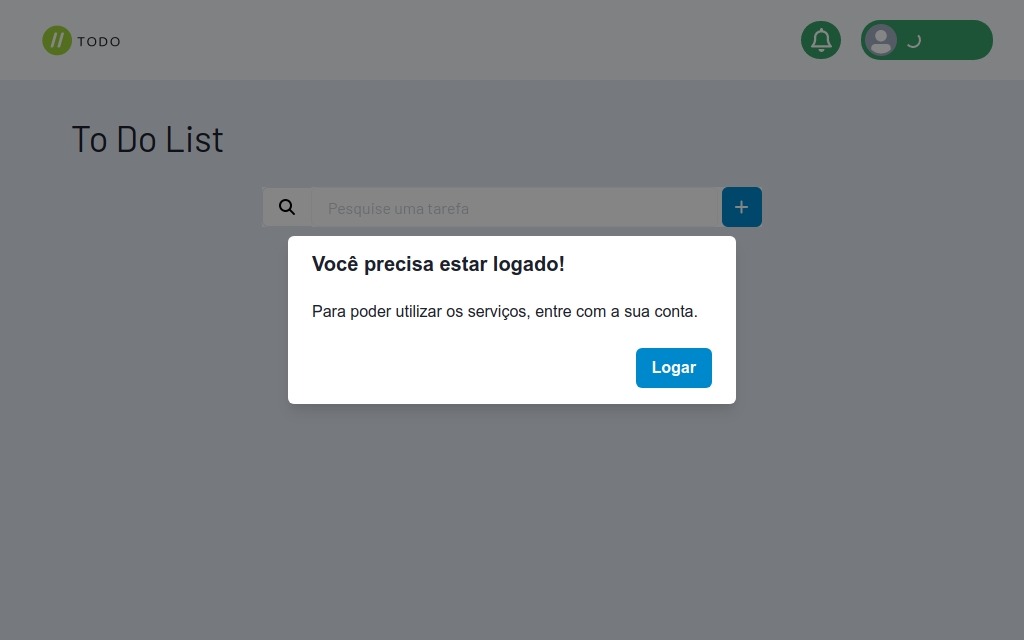 TODO
To Do List
Pesquise uma tarefa
Você precisa estar logado!
Para poder utilizar os serviços, entre com a sua conta.
Logar